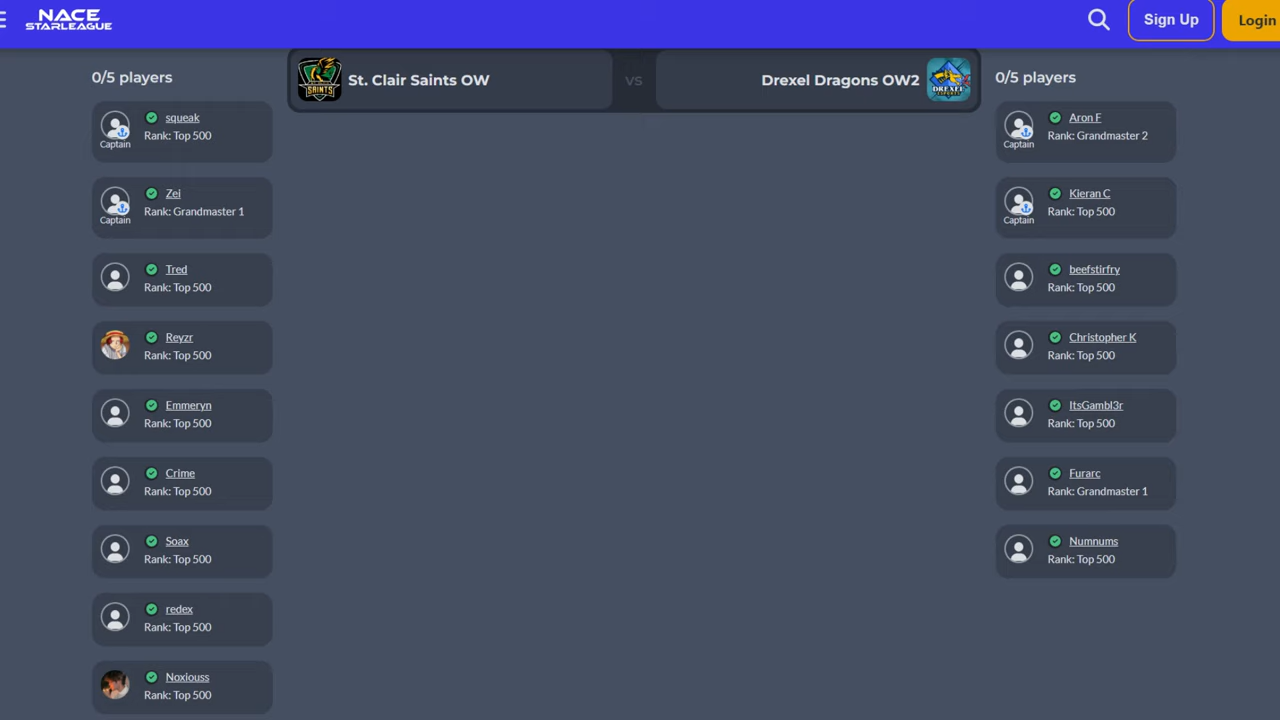 NACE
STARLEAGUE
Sign Up
Login
0/5 players
St. Clair Saints OW
VS
Drexel Dragons OW2
0/5 players
SAINTS
DREXEL
ESPORTS
squeak
Rank: Top 500
Captain
Zei
Rank: Grandmaster 1
Captain
Tred
Rank: Top 500
Reyzr
Rank: Top 500
Emmeryn
Rank: Top 500
Crime
Rank: Top 500
Soax
Rank: Top 500
redex
Rank: Top 500
Noxiouss
Rank: Top 500
Aron F
Rank: Grandmaster 2
Captain
Kieran C
Rank: Top 500
Captain
beefstirfry
Rank: Top 500
Christopher K
Rank: Top 500
ItsGambl3r
Rank: Top 500
Furarc
Rank: Grandmaster 1
Numnums
Rank: Top 500